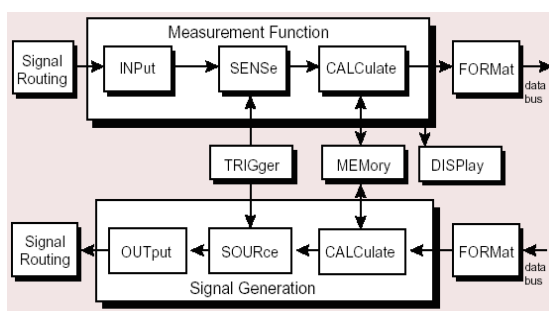 Measurement Function
Signal
Routing
INPut
SENSe
CALCulate
FORMat
data
bus
TRIGger
MEMory
DISPlay
Signal
Routing
OUTput
SOURce
CALCulate
FORMat
data
bus
Signal Generation